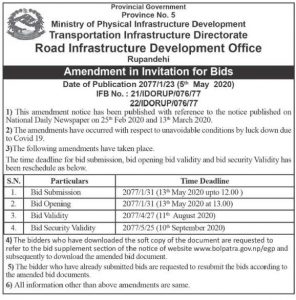 Provincial Government
Province No. 5
Ministry of Physical Infrastructure Development
Transportation Infrastructure Directorate
Road Infrastructure Development Office
Rupandehi
Amendment in Invitation for Bids
Date of Publication 2077/1/23 (5th May 2020)
IFB No. : 21/IDORUP/076/77
22/IDORUP/076/77
1) This amendment notice has been published with reference to the notice published on
National Daily Newspaper on 25th Feb 2020 and 13th March 2020.
2) The amendments have occurred with respect to unavoidable conditions by luck down due
to Covid 19.
3)The following amendments have taken place.
The time deadline for bid submission, bid opening bid validity and bid security Validity has
been rescheduled as below.
S.N. Particulars Time Deadline
1 Bid Submission 2077/1/31 (13th May 2020 upto 12.00 )
2 Bid Opening 2077/1/31 (13th May 2020 at 13.00)
3 Bid Validity 2077/4/27 (11th August 2020)
4 Bid Security Validity 2077/5/25 (10th September 2020)
4) The bidders who have downloaded the soft copy of the document are requested to
refer to the bid supplement section of the notice of website www.bolpatra.gov.np/egp and
subsequently to download the amended bid document.
5) The bidder who have already submitted bids are requested to resubmit the bids according to
the amended bid documents.
6) All information other than above amendments are same.